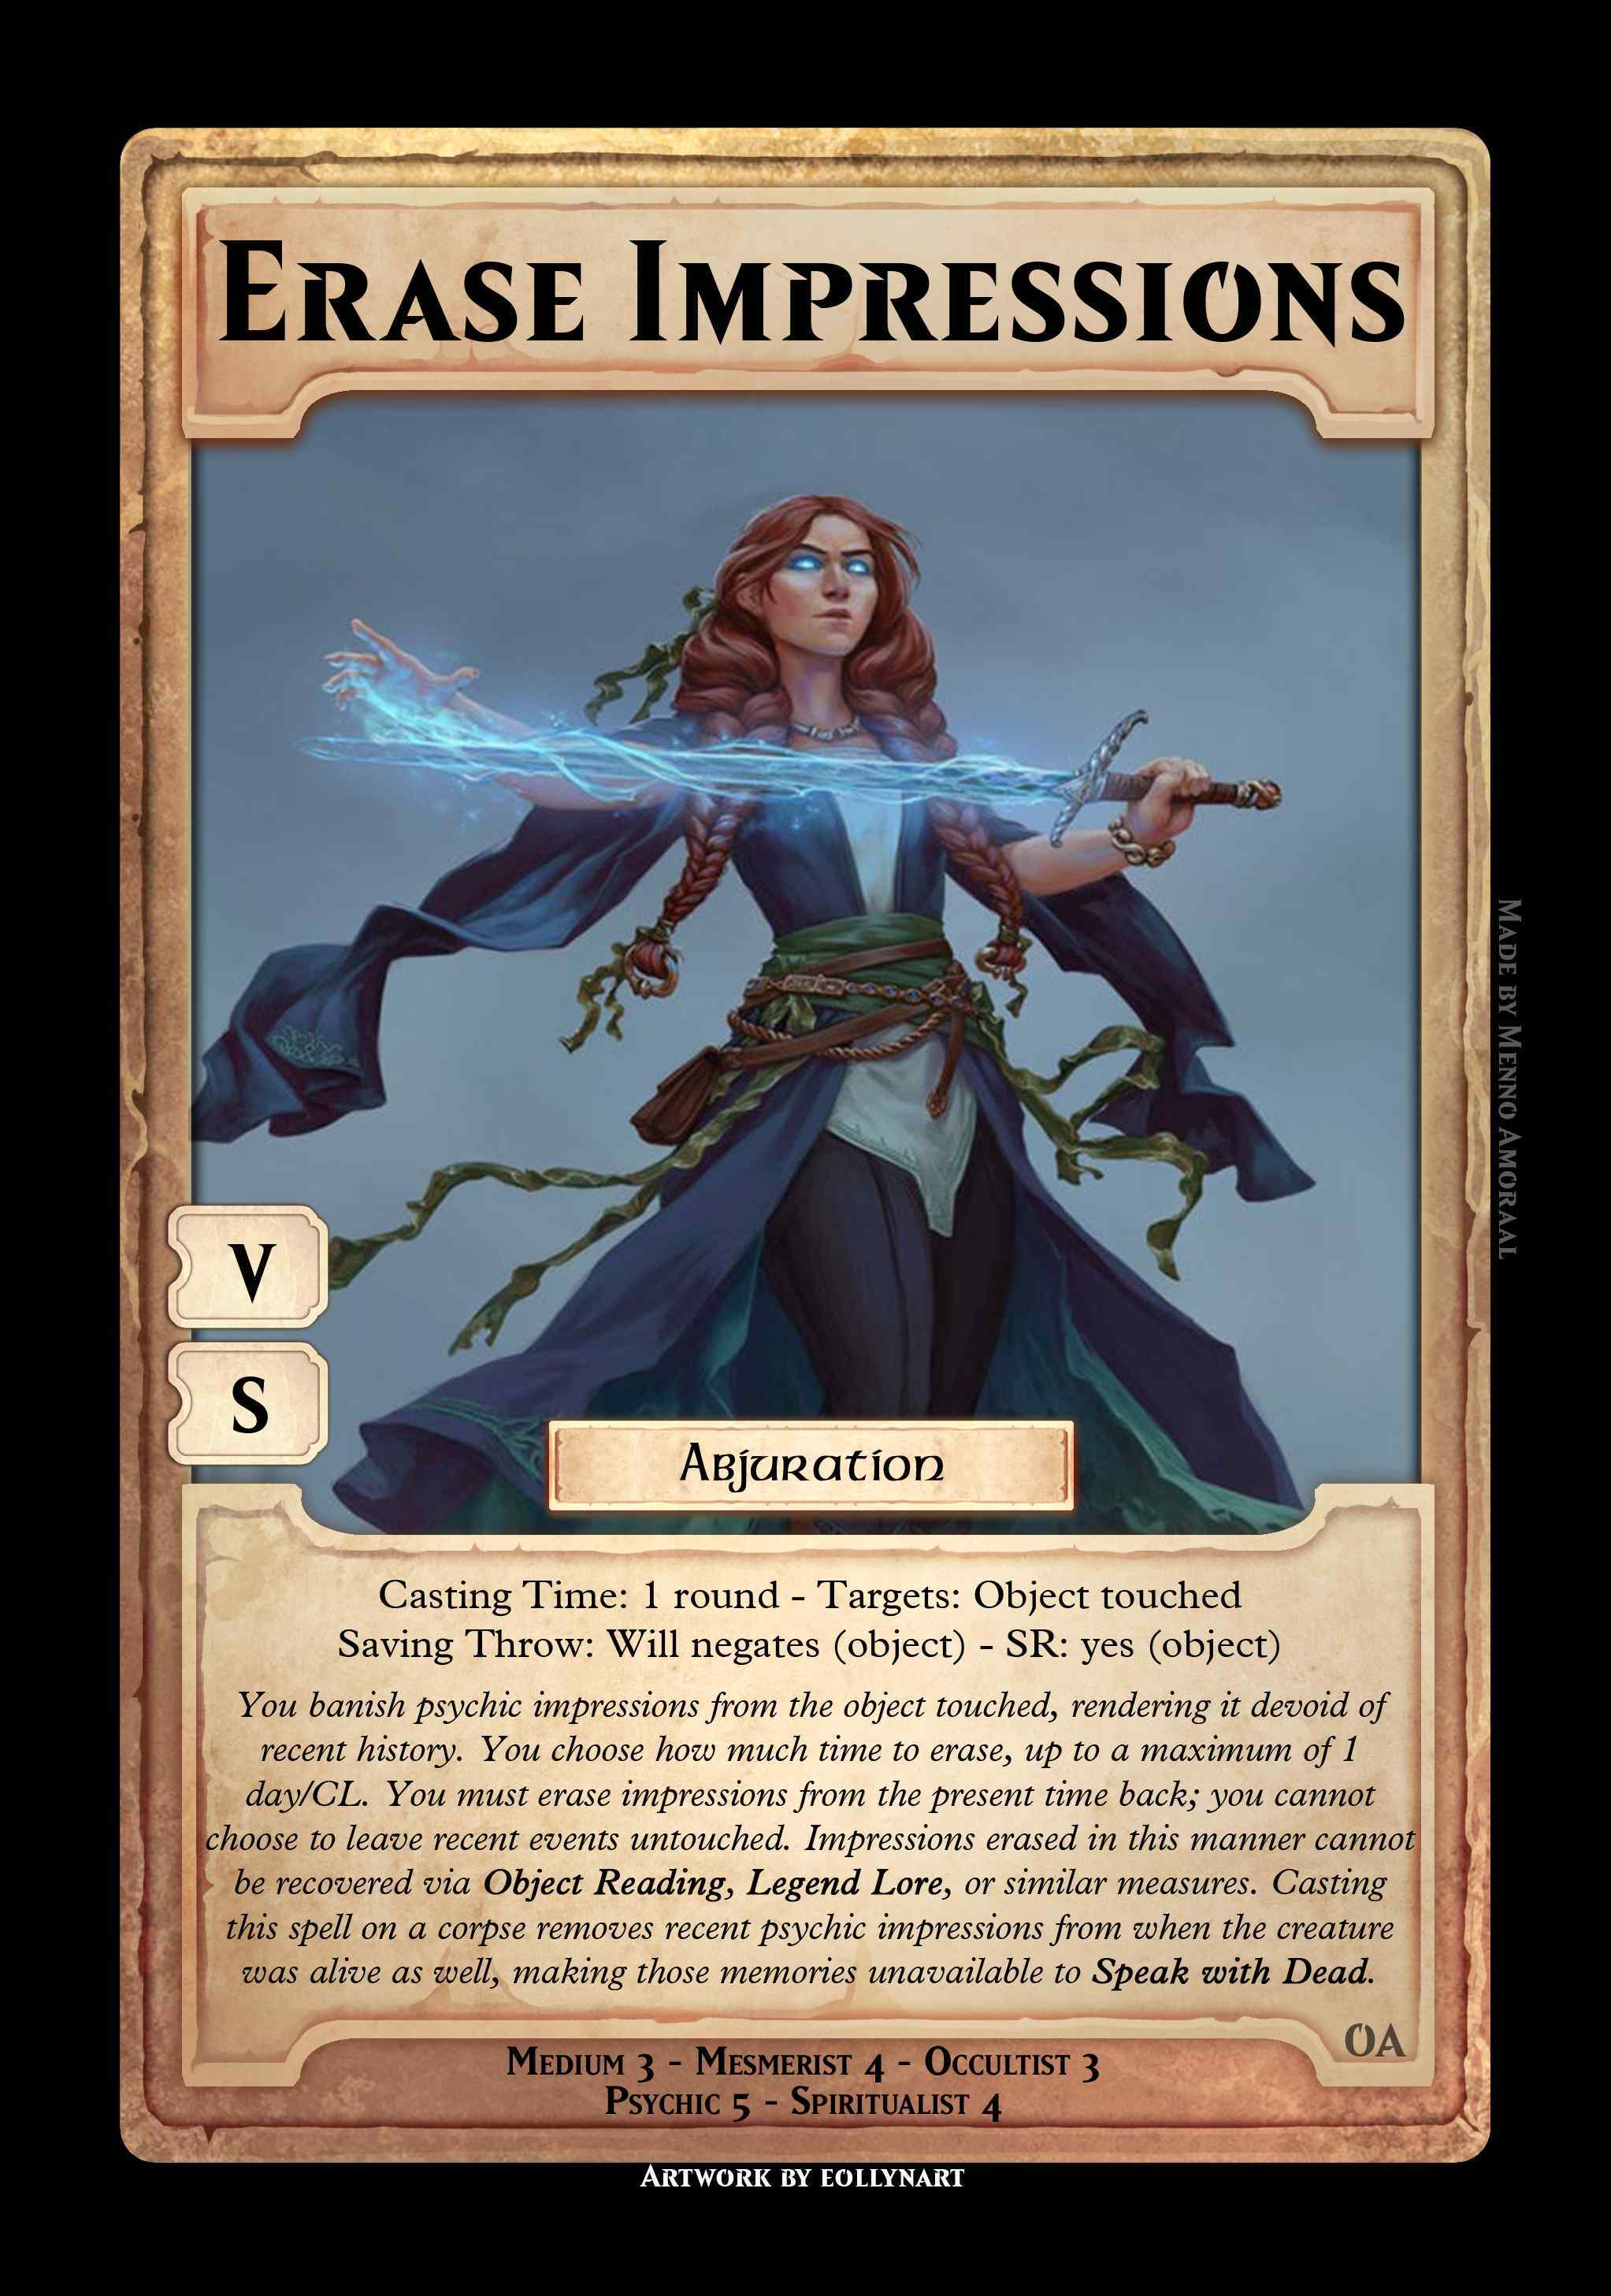 Erase Impressions
V
S
Abjuration
Casting Time: 1 round - Targets: Object touched
Saving Throw: Will negates (object) - SR: yes (object)
You banish psychic impressions from the object touched, rendering it devoid of
recent history. You choose how much time to erase, up to a maximum of 1
day/CL. You must erase impressions from the present time back; you cannot
choose to leave recent events untouched. Impressions erased in this manner cannot
be recovered via Object Reading, Legend Lore, or similar measures. Casting
this spell on a corpse removes recent psychic impressions from when the creature
was alive as well, making those memories unavailable to Speak with Dead.
OA
Medium 3 - Mesmerist 4 - Occultist 3
Psychic 5 - Spiritualist 4
Artwork by eollynart
Made by Menno Amoraal